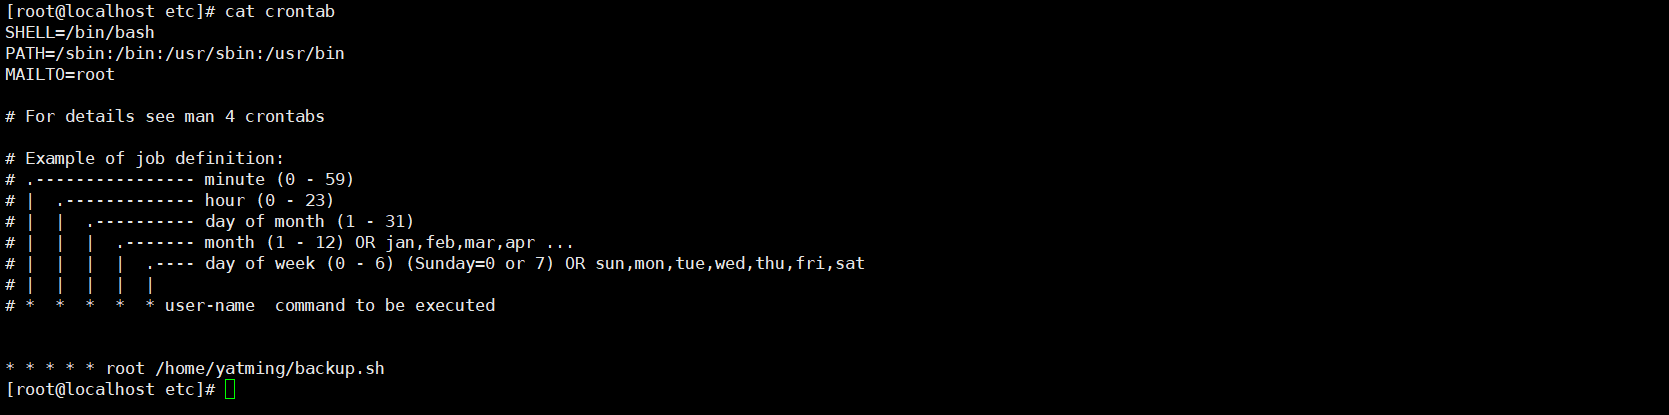 [root@localhost etc]# cat crontab
SHELL=/bin/bash
PATH=/sbin:/bin:/usr/sbin:/usr/bin
MAILTO=root

# For details see man 4 crontabs

# Example of job definition:
# .---------------- minute (0 - 59)
# |  .------------- hour (0 - 23)
# |  |  .---------- day of month (1 - 31)
# |  |  |  .------- month (1 - 12) OR jan,feb,mar,apr ...
# |  |  |  |  .---- day of week (0 - 6) (Sunday=0 or 7) OR sun,mon,tue,wed,thu,fri,sat
# |  |  |  |  |
# *  *  *  *  * user-name  command to be executed


* * * * * root /home/yatming/backup.sh
[root@localhost etc]#